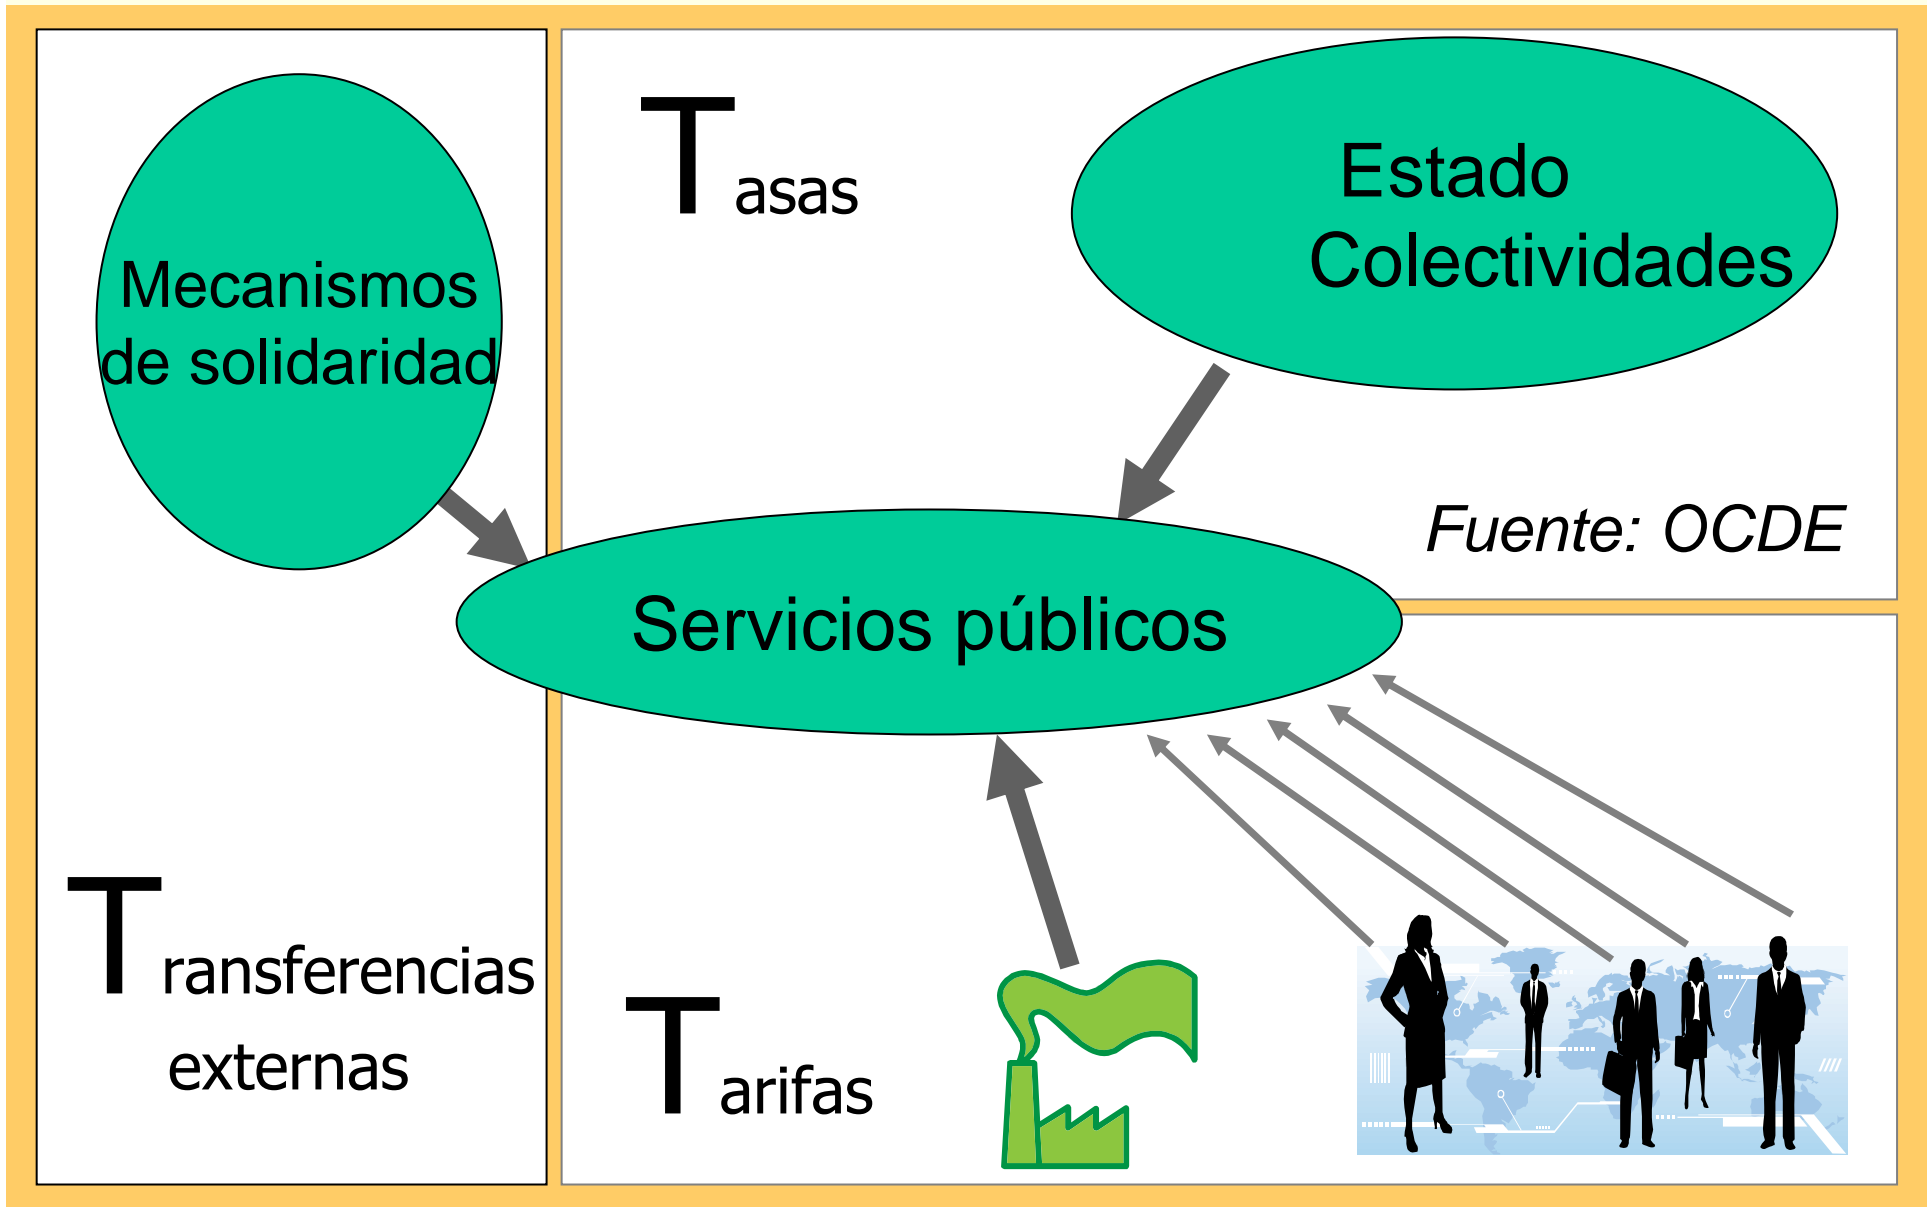 Mecanismos
de solidaridad
Transferencias
externas
Tasas
Estado
Colectividades
Fuente: OCDE
Servicios públicos
Tarifas